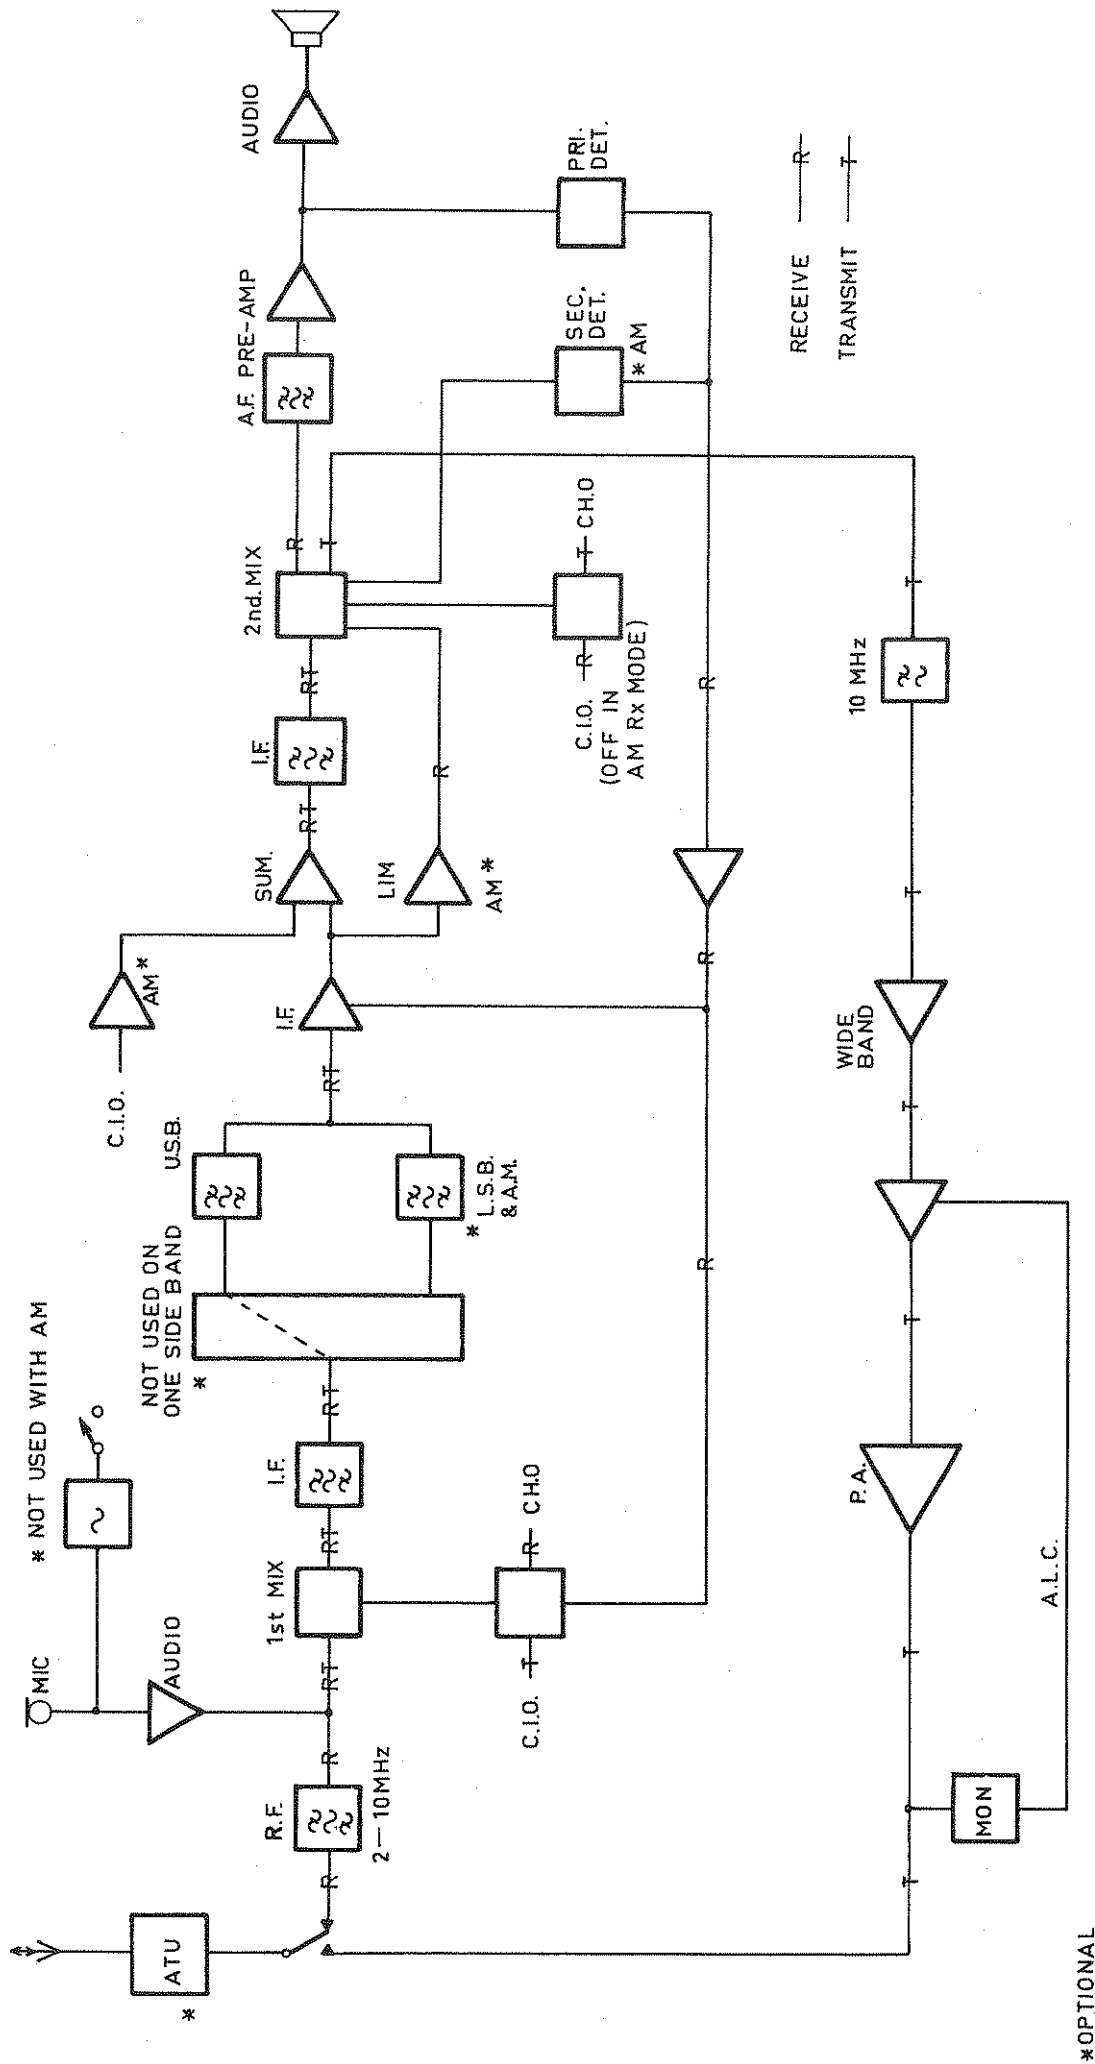 * NOT USED WITH AM
MIC
AUDIO
ATU
*
R.F.
2—10MHz
R
R
RT
1st MIX
RT
I.F.
RT
NOT USED ON
ONE SIDE BAND
*
U.S.B.
*
L.S.B.
& A.M.
RT
I.F.
C.I.O.
AM*
SUM.
RT
I.F.
RT
LIM
AM*
R
2nd.MIX
R
T
A.F. PRE-AMP
AUDIO
C.I.O. T
R CH.O
R
R
R
C.I.O. R
(OFF IN
AM Rx MODE)
T CH.O
SEC.
DET.
* AM
PRI.
DET.
RECEIVE R
TRANSMIT T
T
T
P.A.
T
T
WIDE
BAND
T
10 MHz
T
MON
A.L.C.
T
*OPTIONAL